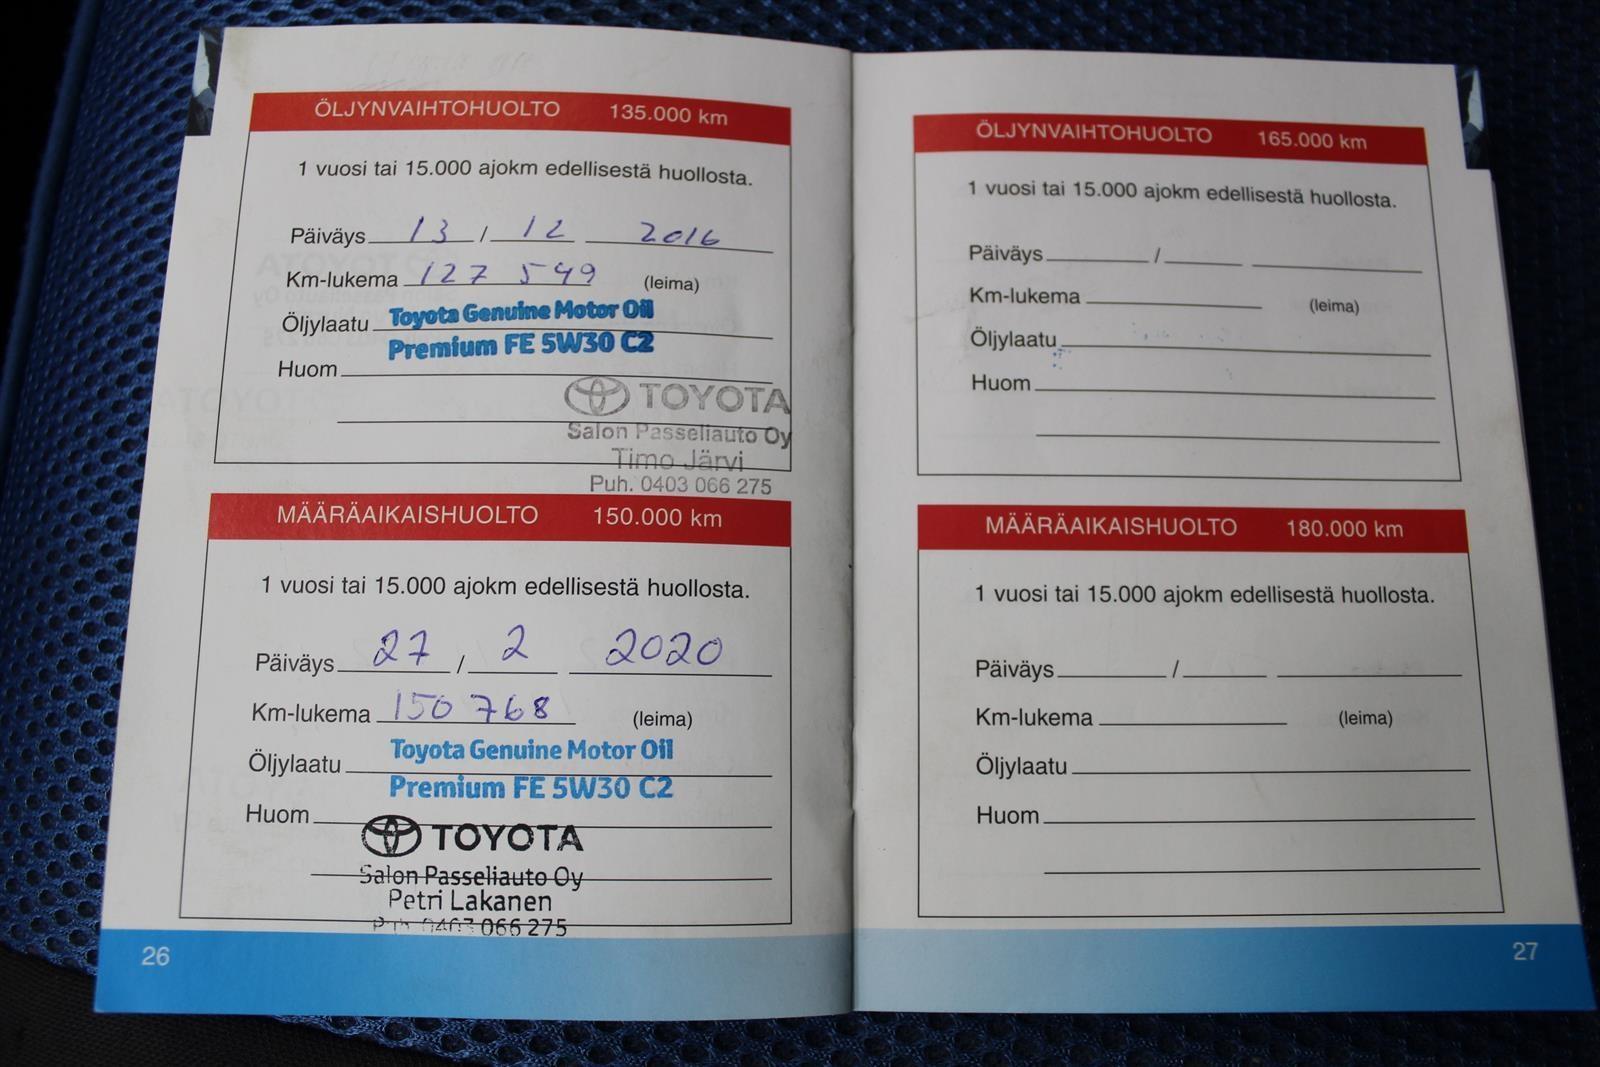 ÖLJYNVAIHTOHUOLTO 135.000 km
1 vuosi tai 15.000 ajokm edellisestä huollosta.
Päiväys 13 / 12 2016
Km-lukema 127 549 (leima)
Öljylaatu Toyota Genuine Motor Oil
Premium FE 5W30 C2
Huom
TOYOTA
Salon Passeliauto Oy
Timo Järvi
Puh. 0403 066 275
MÄÄRÄAIKAISHUOLTO 150.000 km
1 vuosi tai 15.000 ajokm edellisestä huollosta.
Päiväys 27 / 2 2020
Km-lukema 150 768 (leima)
Öljylaatu Toyota Genuine Motor Oil
Premium FE 5W30 C2
Huom
TOYOTA
Salon Passeliauto Oy
Petri Lakanen
Puh. 0403 066 275
26
ÖLJYNVAIHTOHUOLTO 165.000 km
1 vuosi tai 15.000 ajokm edellisestä huollosta.
Päiväys /
Km-lukema (leima)
Öljylaatu
Huom
MÄÄRÄAIKAISHUOLTO 180.000 km
1 vuosi tai 15.000 ajokm edellisestä huollosta.
Päiväys /
Km-lukema (leima)
Öljylaatu
Huom
27